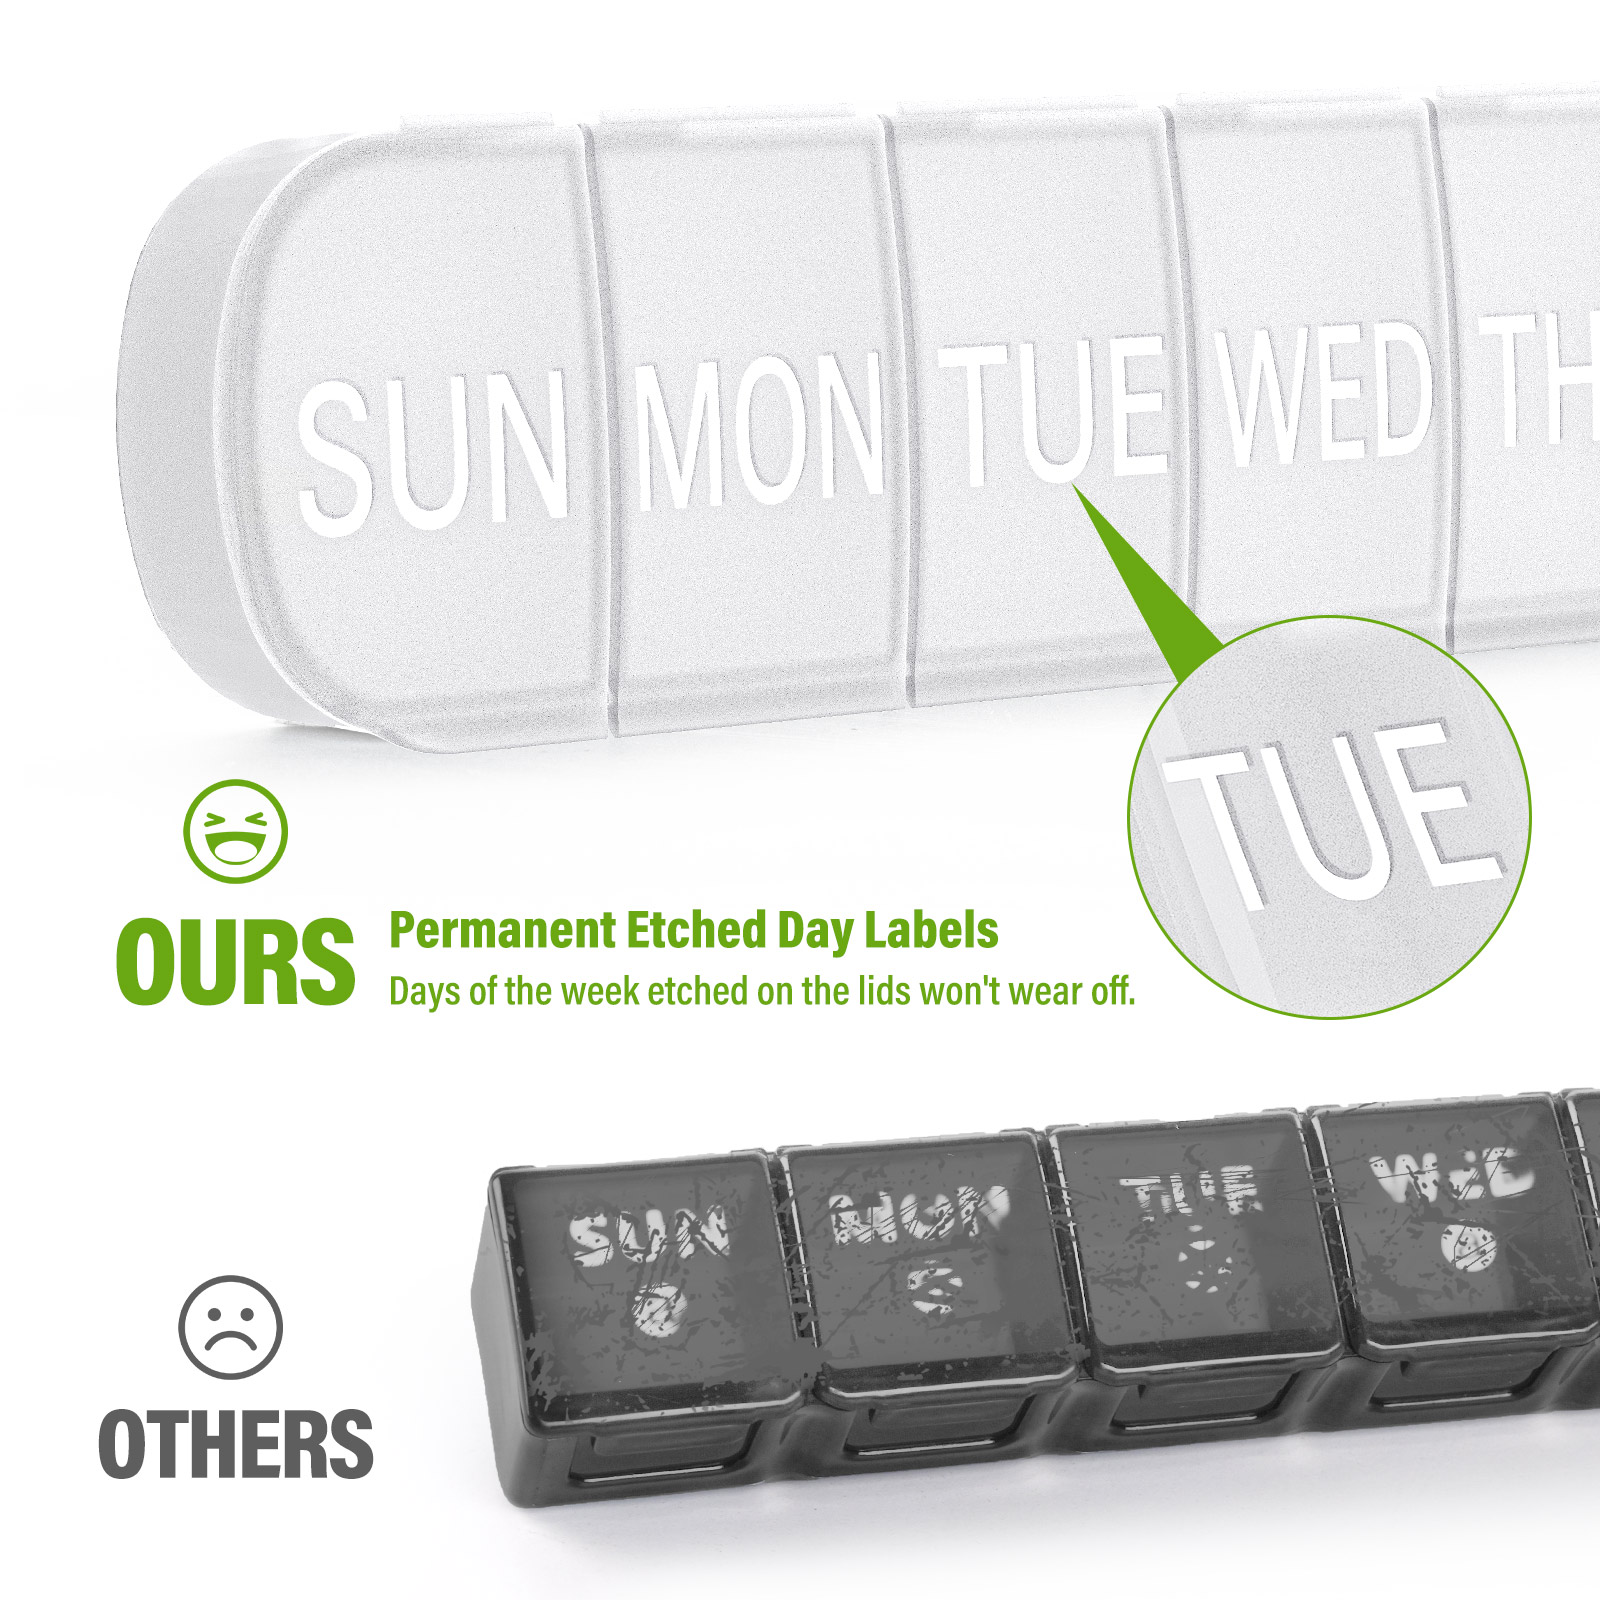 SUN MON TUE WED TH
TUE
OURS
Permanent Etched Day Labels
Days of the week etched on the lids won't wear off.
SUN MON TUE WED
OTHERS